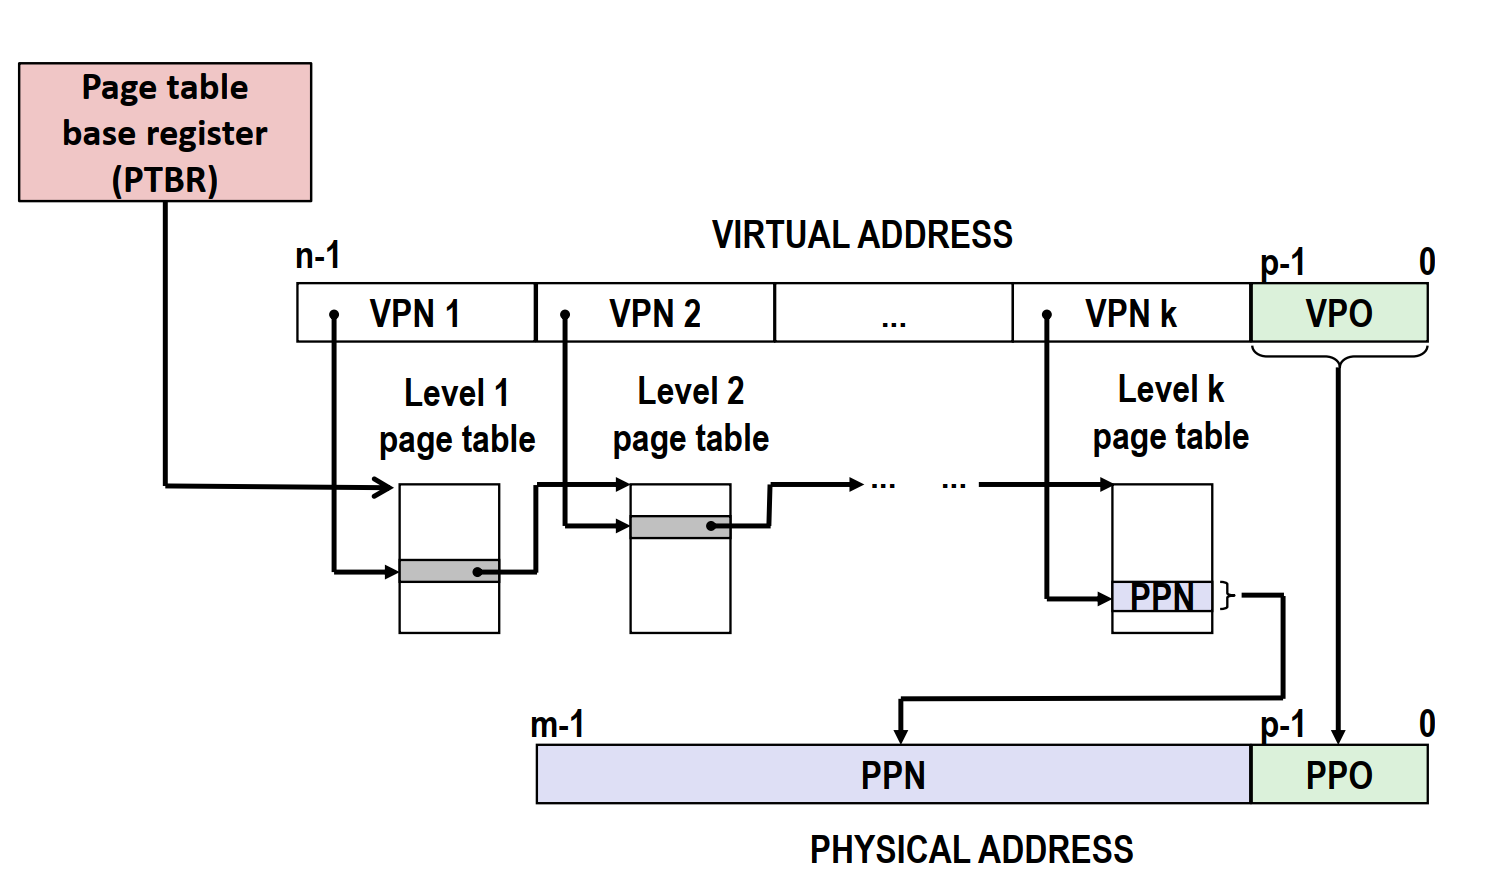 Page table
base register
(PTBR)
VIRTUAL ADDRESS
n-1
p-1
0
VPN 1
VPN 2
...
VPN k
VPO
Level 1
page table
Level 2
page table
Level k
page table
...
...
PPN
m-1
p-1
0
PPN
PPO
PHYSICAL ADDRESS